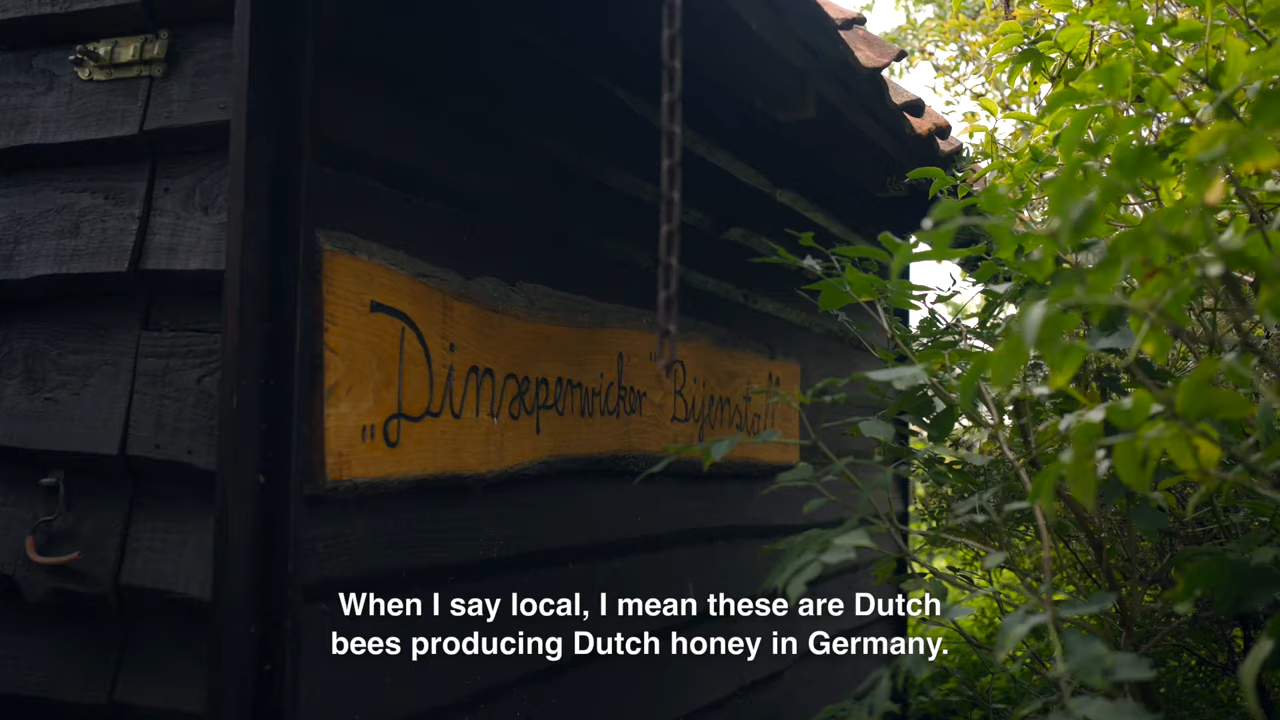 „Dinxperwicker" Bijenstall
When I say local, I mean these are Dutch
bees producing Dutch honey in Germany.